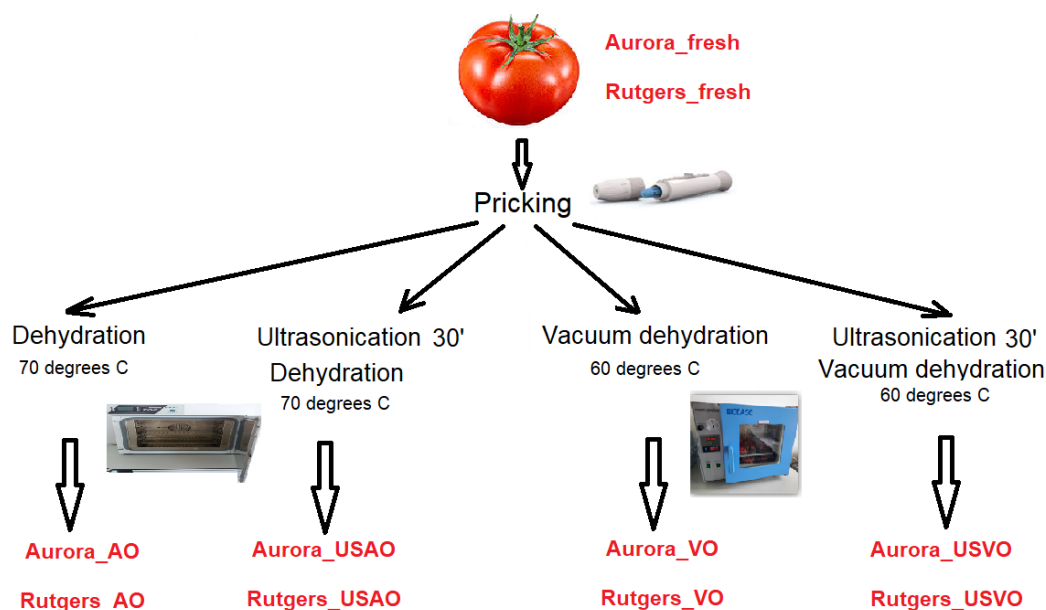 Aurora_fresh
Rutgers_fresh
Pricking
Dehydration
70 degrees C
Ultrasonication 30'
Dehydration
70 degrees C
Vacuum dehydration
60 degrees C
Ultrasonication 30'
Vacuum dehydration
60 degrees C
Aurora_AO
Rutgers_AO
Aurora_USAO
Rutgers_USAO
Aurora_VO
Rutgers_VO
Aurora_USVO
Rutgers_USVO